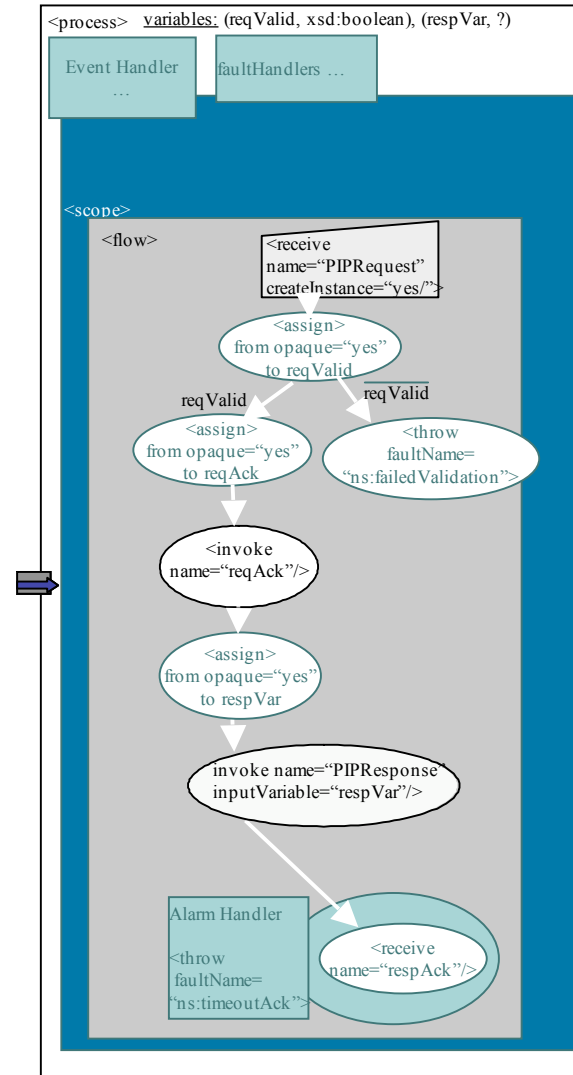 <process> variables: (reqValid, xsd:boolean), (respVar, ?)
Event Handler
…
faultHandlers …
<scope>
<flow>
<receive
name=“PIPRequest”
createInstance=“yes/”>
<assign>
from opaque=“yes”
to reqValid
reqValid
reqValid
<assign>
from opaque=“yes”
to reqAck
<throw
faultName=
“ns:failedValidation”>
<invoke
name=“reqAck”/>
<assign>
from opaque=“yes”
to respVar
invoke name=“PIPResponse”
inputVariable=“respVar”/>
Alarm Handler
<throw
faultName=
“ns:timeoutAck”>
<receive
name=“respAck”/>